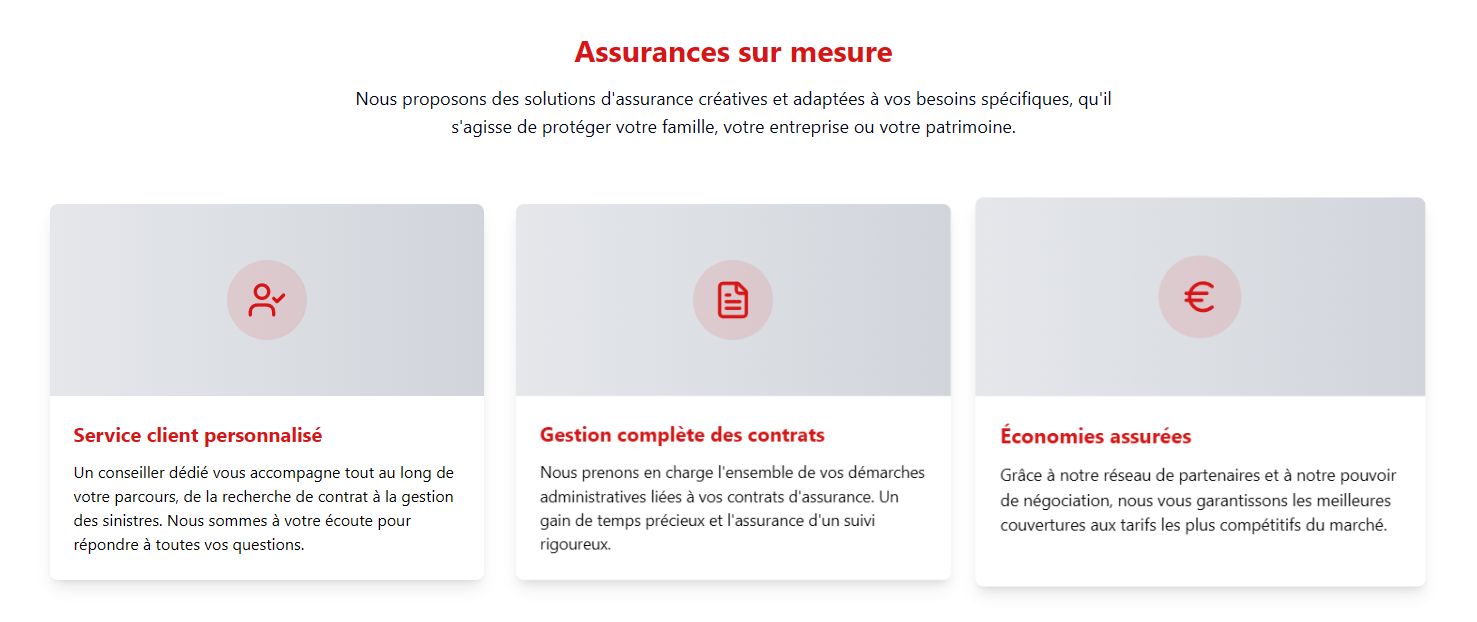 Assurances sur mesure
Nous proposons des solutions d'assurance créatives et adaptées à vos besoins spécifiques, qu'il
s'agisse de protéger votre famille, votre entreprise ou votre patrimoine.
Service client personnalisé
Un conseiller dédié vous accompagne tout au long de
votre parcours, de la recherche de contrat à la gestion
des sinistres. Nous sommes à votre écoute pour
répondre à toutes vos questions.
Gestion complète des contrats
Nous prenons en charge l'ensemble de vos démarches
administratives liées à vos contrats d'assurance. Un
gain de temps précieux et l'assurance d'un suivi
rigoureux.
€
Économies assurées
Grâce à notre réseau de partenaires et à notre pouvoir
de négociation, nous vous garantissons les meilleures
couvertures aux tarifs les plus compétitifs du marché.